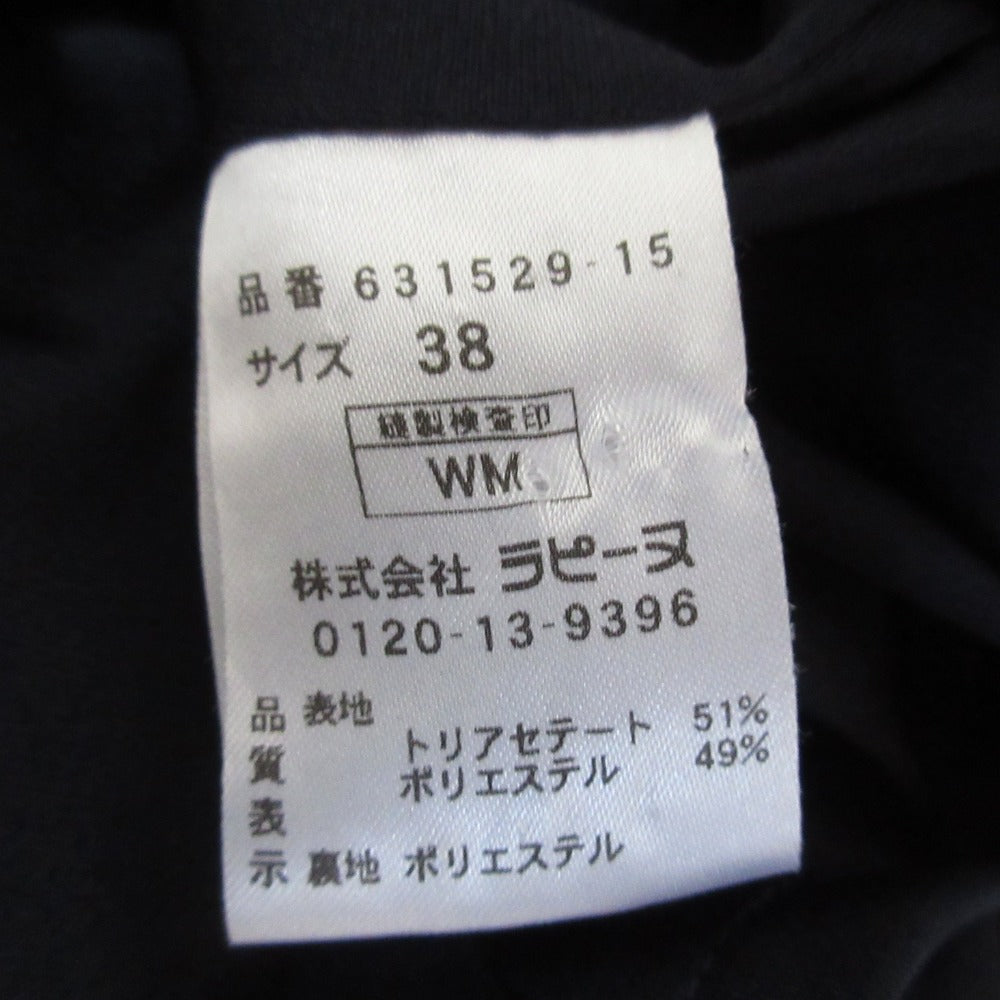 品番 631529-15
サイズ 38
縫製検査印
WM
株式会社 ラピーヌ
0120-13-9396
品質表示
表地
トリアセテート 51%
ポリエステル 49%
裏地 ポリエステル